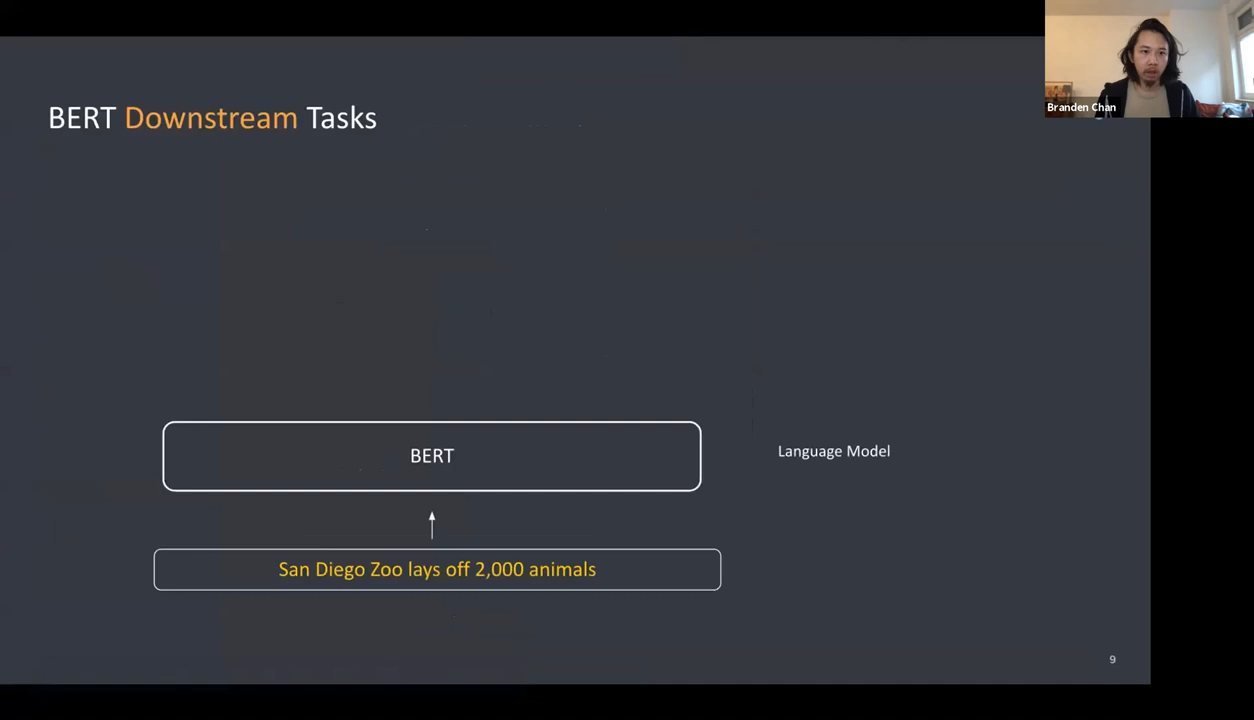 Branden Chan
BERT Downstream Tasks
BERT
Language Model
San Diego Zoo lays off 2,000 animals
9